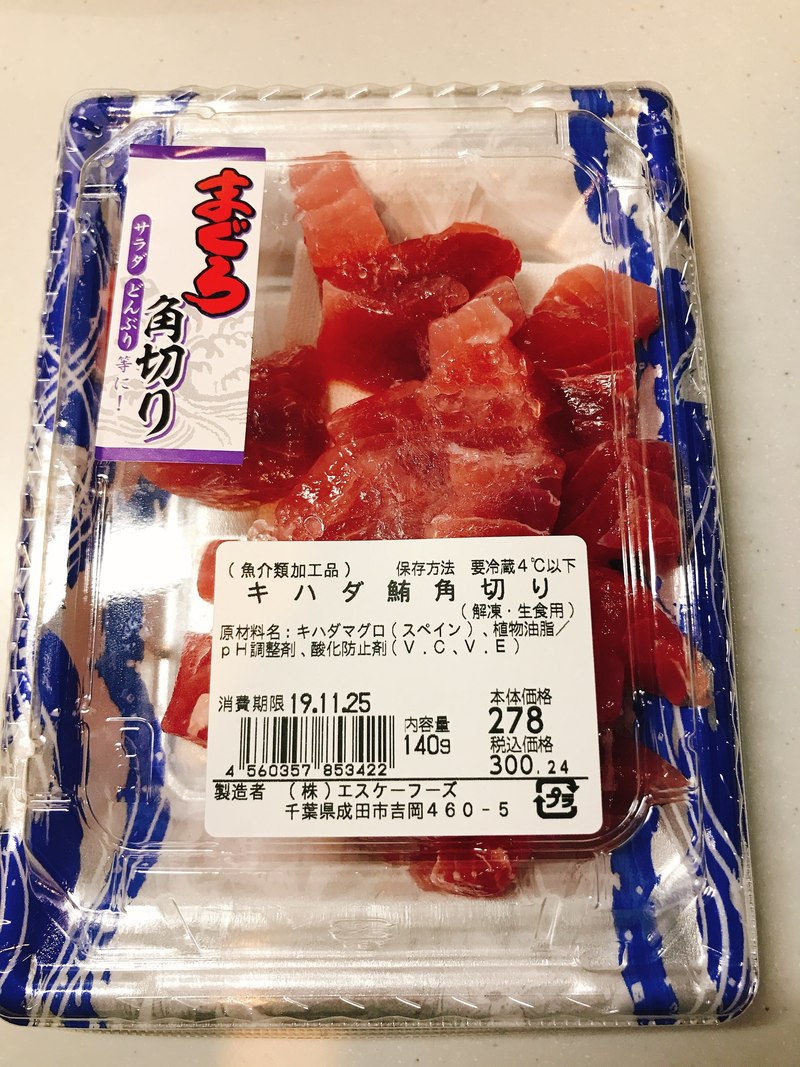 まぐろ
角切り
サラダ
どんぶり
等に!
(魚介類加工品) 保存方法 要冷蔵4℃以下
キハダ鮪角切り
(解凍・生食用)
原材料名:キハダマグロ(スペイン)、植物油脂/
pH調整剤、酸化防止剤(V.C、V.E)
消費期限 19.11.25
本体価格
278
内容量
140g
税込価格
300.24
4 560357 853422
製造者 (株)エスケーフーズ
千葉県成田市吉岡460-5
プラ